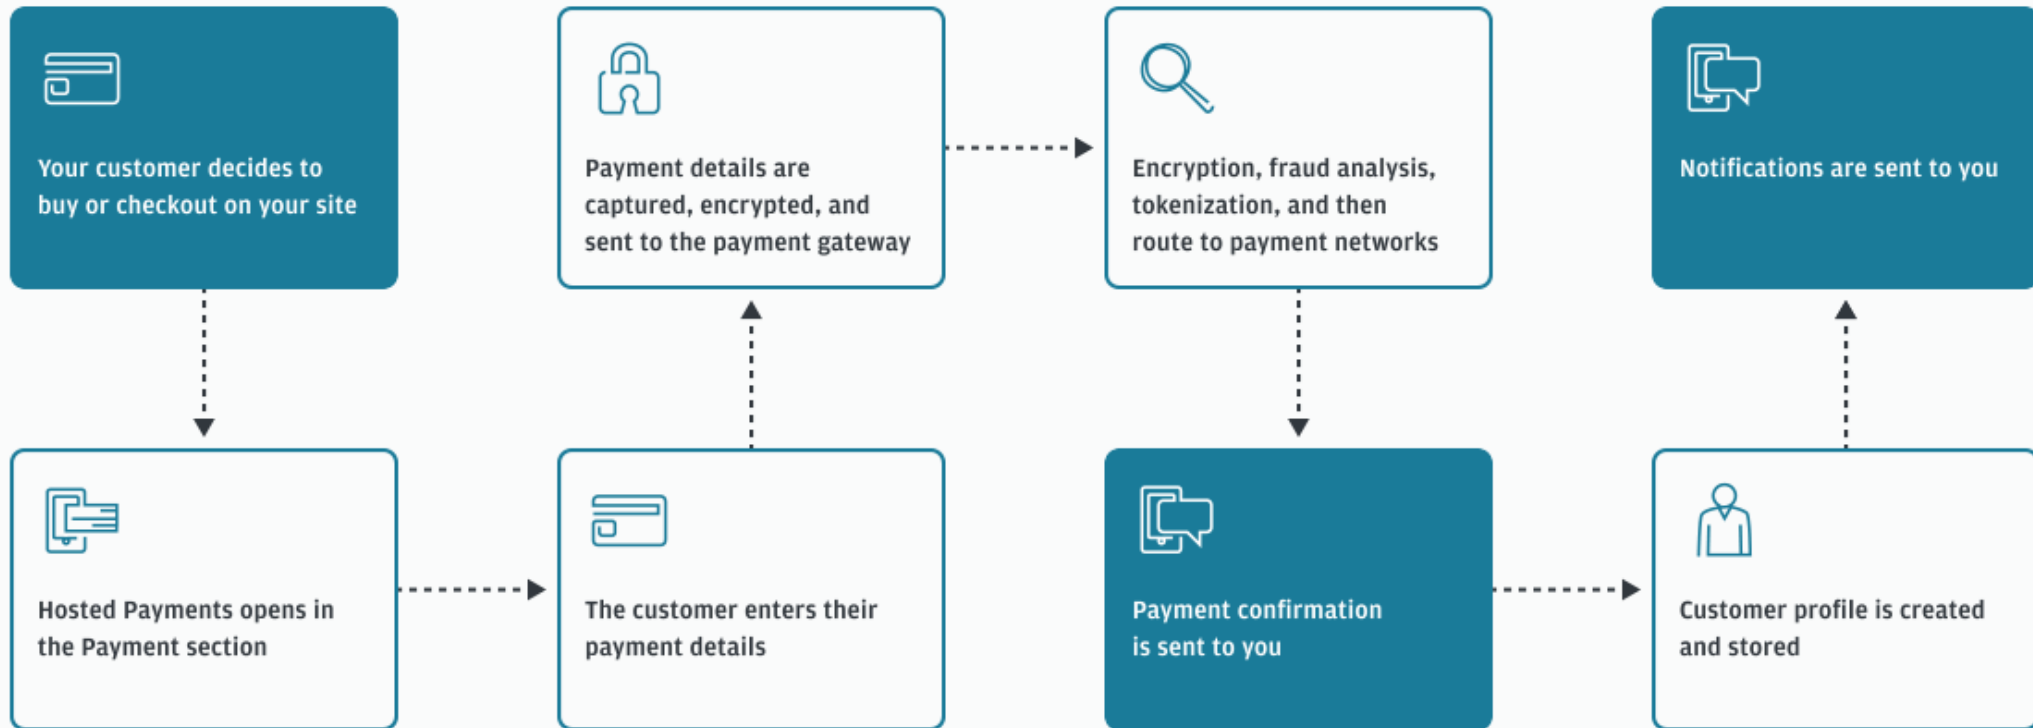 Your customer decides to
buy or checkout on your site
Hosted Payments opens in
the Payment section
The customer enters their
payment details
Payment details are
captured, encrypted, and
sent to the payment gateway
Encryption, fraud analysis,
tokenization, and then
route to payment networks
Payment confirmation
is sent to you
Customer profile is created
and stored
Notifications are sent to you